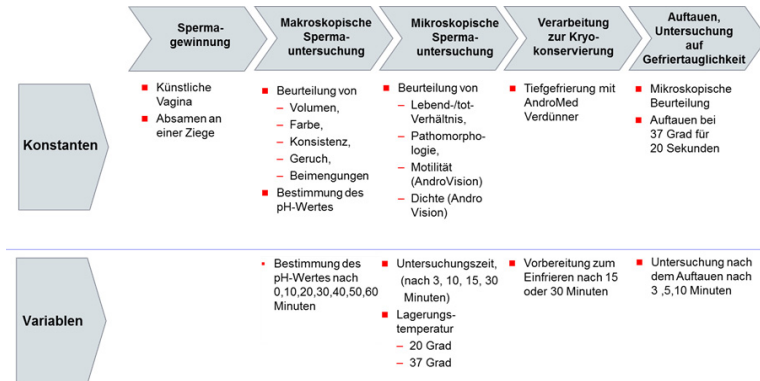 Sperma-
gewinnung
Makroskopische
Sperma-
untersuchung
Mikroskopische
Sperma-
untersuchung
Verarbeitung
zur Kryo-
konservierung
Auftauen,
Untersuchung
auf
Gefriertauglichkeit
Konstanten
Künstliche
Vagina
Absamen an
einer Ziege
Beurteilung von
– Volumen,
– Farbe,
– Konsistenz,
– Geruch,
– Beimengungen
Bestimmung des
pH-Wertes
Beurteilung von
– Lebend-/tot-
Verhältnis,
– Pathomorpho-
logie,
– Motilität
(AndroVision)
– Dichte (Andro
Vision)
Tiefgefrierung mit
AndroMed
Verdünner
Mikroskopische
Beurteilung
Auftauen bei
37 Grad für
20 Sekunden
Variablen
Bestimmung des
pH-Wertes nach
0,10,20,30,40,50,60
Minuten
Untersuchungszeit,
(nach 3, 10, 15, 30
Minuten)
Lagerungs-
temperatur
– 20 Grad
– 37 Grad
Vorbereitung zum
Einfrieren nach 15
oder 30 Minuten
Untersuchung nach
dem Auftauen nach
3 ,5,10 Minuten